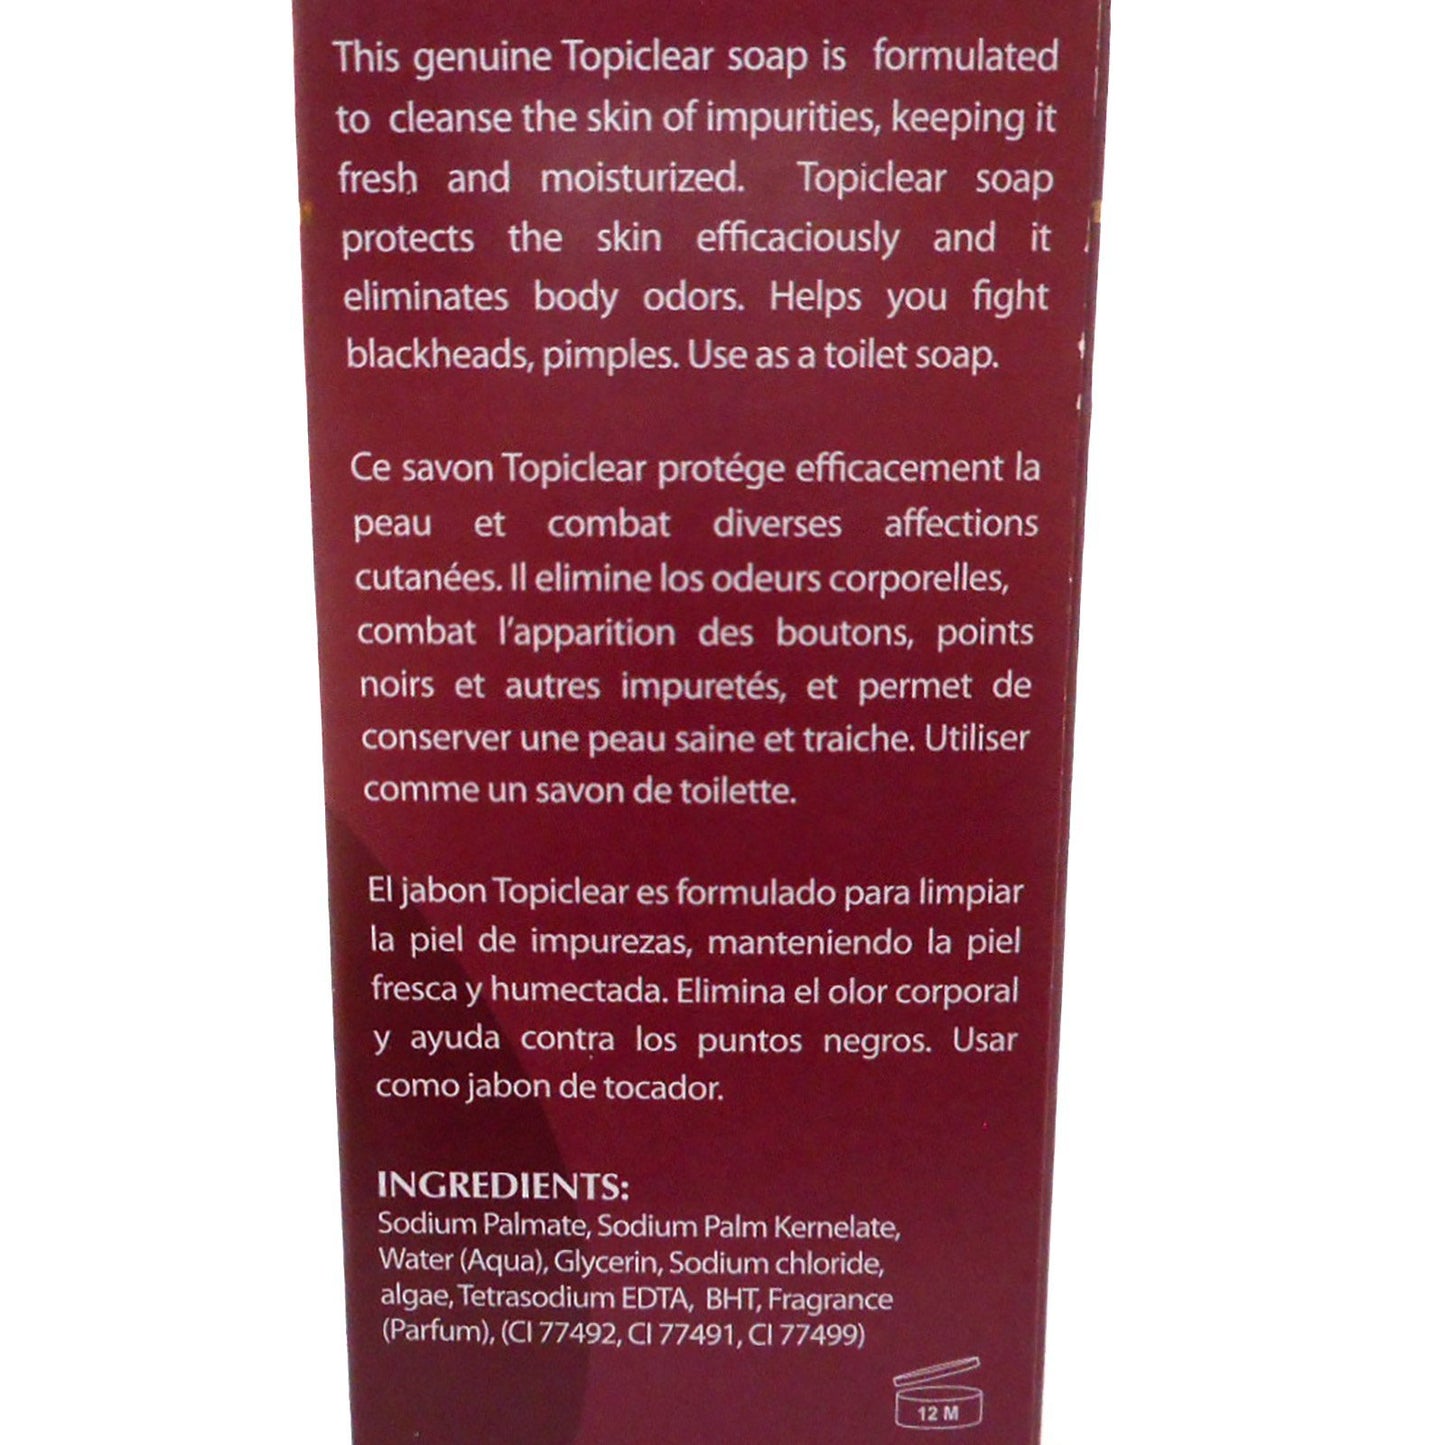 This genuine Topiclear soap is formulated
to cleanse the skin of impurities, keeping it
fresh and moisturized. Topiclear soap
protects the skin efficaciously and it
eliminates body odors. Helps you fight
blackheads, pimples. Use as a toilet soap.
Ce savon Topiclear protége efficacement la
peau et combat diverses affections
cutanées. Il elimine los odeurs corporelles,
combat l'apparition des boutons, points
noirs et autres impuretés, et permet de
conserver une peau saine et traiche. Utiliser
comme un savon de toilette.
El jabon Topiclear es formulado para limpiar
la piel de impurezas, manteniendo la piel
fresca y humectada. Elimina el olor corporal
y ayuda contra los puntos negros. Usar
como jabon de tocador.
INGREDIENTS:
Sodium Palmate, Sodium Palm Kernelate,
Water (Aqua), Glycerin, Sodium chloride,
algae, Tetrasodium EDTA, BHT, Fragrance
(Parfum), (CI 77492, CI 77491, CI 77499)
12 M